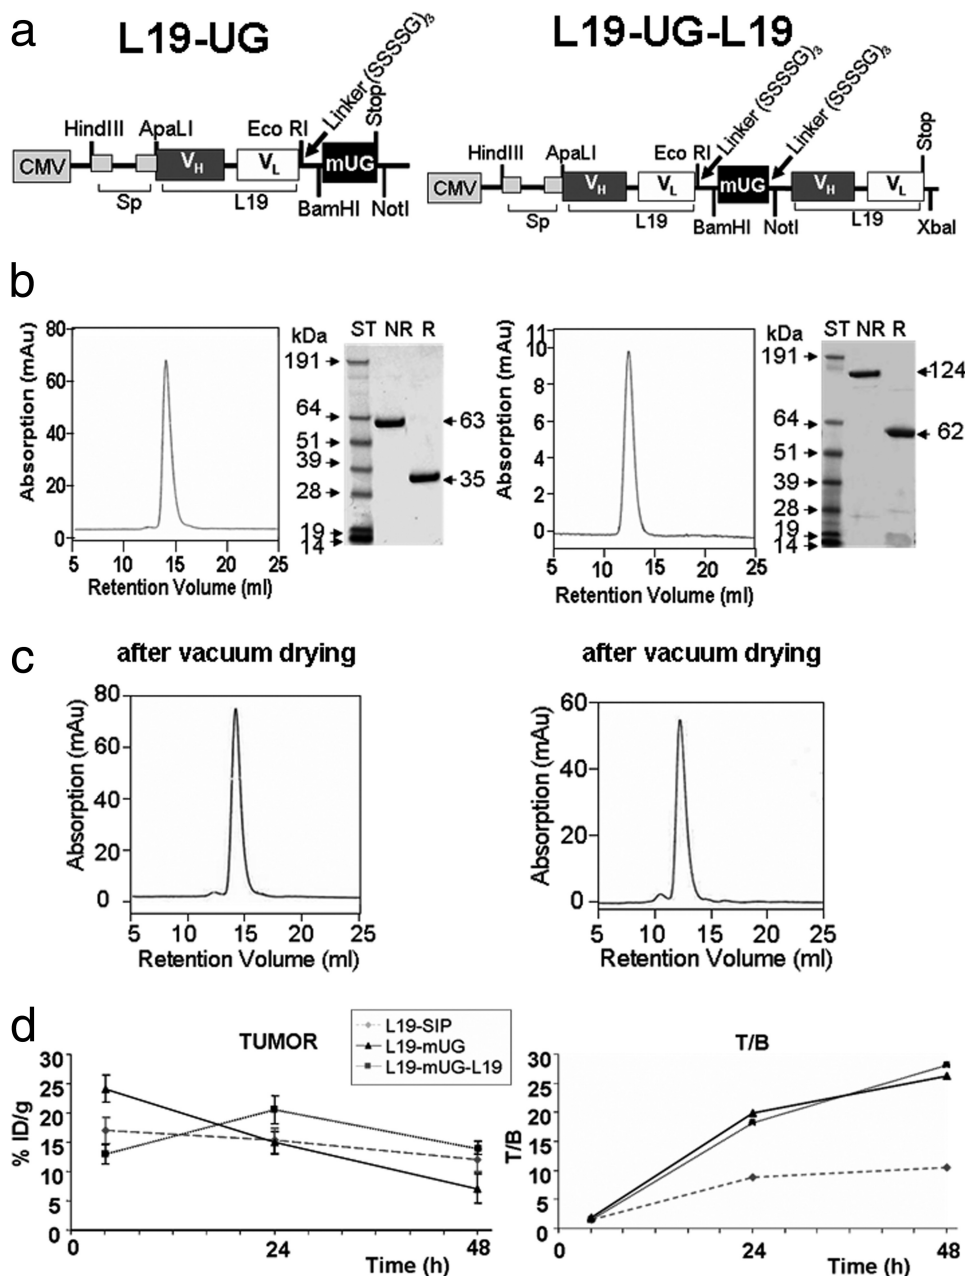 a
L19-UG
L19-UG-L19
Linker (SSSSG)3
Stop
HindIII
ApaLI
Eco RI
CMV
VH
VL
mUG
Sp
L19
BamHI
NotI
Linker (SSSSG)3
Linker (SSSSG)3
Stop
HindIII
ApaLI
Eco RI
CMV
VH
VL
mUG
VH
VL
Sp
L19
BamHI
NotI
L19
XbaI
b
80
60
40
20
0
Absorption (mAu)
5 10 15 20 25
Retention Volume (ml)
kDa
ST NR R
191
64
51
39
28
19
14
63
35
11
10
8
6
4
2
0
Absorption (mAu)
5 10 15 20 25
Retention Volume (ml)
kDa
ST NR R
191
64
51
39
28
19
14
124
62
c
after vacuum drying
80
60
40
20
0
Absorption (mAu)
5 10 15 20 25
Retention Volume (ml)
after vacuum drying
60
40
20
0
Absorption (mAu)
5 10 15 20 25
Retention Volume (ml)
d
TUMOR
L19-SIP
L19-mUG
L19-mUG-L19
30
25
20
15
10
5
0
% ID/g
0 24 48
Time (h)
T/B
30
25
20
15
10
5
0
T/B
0 24 48
Time (h)